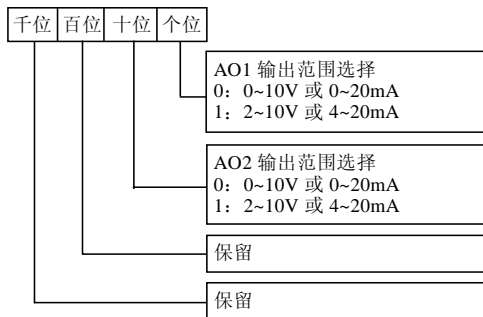 千位 百位 十位 个位
AO1 输出范围选择
0：0~10V 或 0~20mA
1：2~10V 或 4~20mA
AO2 输出范围选择
0：0~10V 或 0~20mA
1：2~10V 或 4~20mA
保留
保留